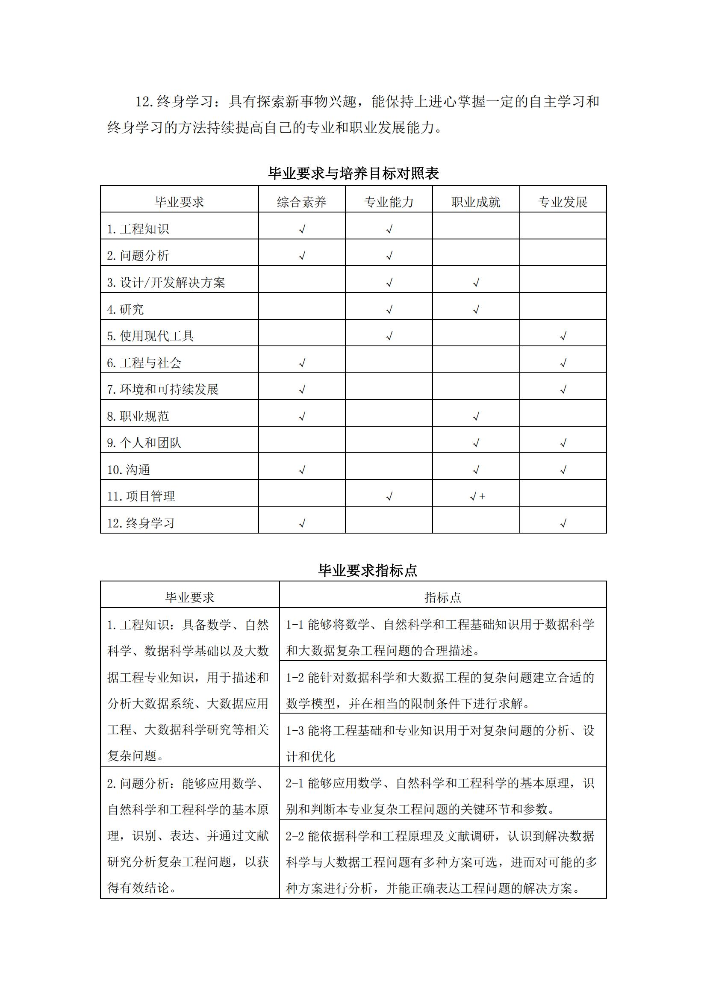 12.终身学习：具有探索新事物兴趣，能保持上进心掌握一定的自主学习和
终身学习的方法持续提高自己的专业和职业发展能力。
毕业要求与培养目标对照表
毕业要求 综合素养 专业能力 职业成就 专业发展
1.工程知识 √ √
2.问题分析 √ √
3.设计/开发解决方案 √ √
4.研究 √ √
5.使用现代工具 √ √
6.工程与社会 √ √
7.环境和可持续发展 √ √
8.职业规范 √ √
9.个人和团队 √ √
10.沟通 √ √ √
11.项目管理 √ √+
12.终身学习 √ √
毕业要求指标点
毕业要求 指标点
1.工程知识：具备数学、自然
科学、数据科学基础以及大数
据工程专业知识，用于描述和
分析大数据系统、大数据应用
工程、大数据科学研究等相关
复杂问题。
1-1 能够将数学、自然科学和工程基础知识用于数据科学
和大数据复杂工程问题的合理描述。
1-2 能针对数据科学和大数据工程的复杂问题建立合适的
数学模型，并在相当的限制条件下进行求解。
1-3 能将工程基础和专业知识用于对复杂问题的分析、设
计和优化
2.问题分析：能够应用数学、
自然科学和工程科学的基本原
理，识别、表达、并通过文献
研究分析复杂工程问题，以获
得有效结论。
2-1 能够应用数学、自然科学和工程科学的基本原理，识
别和判断本专业复杂工程问题的关键环节和参数。
2-2 能依据科学和工程原理及文献调研，认识到解决数据
科学与大数据工程问题有多种方案可选，进而对可能的多
种方案进行分析，并能正确表达工程问题的解决方案。